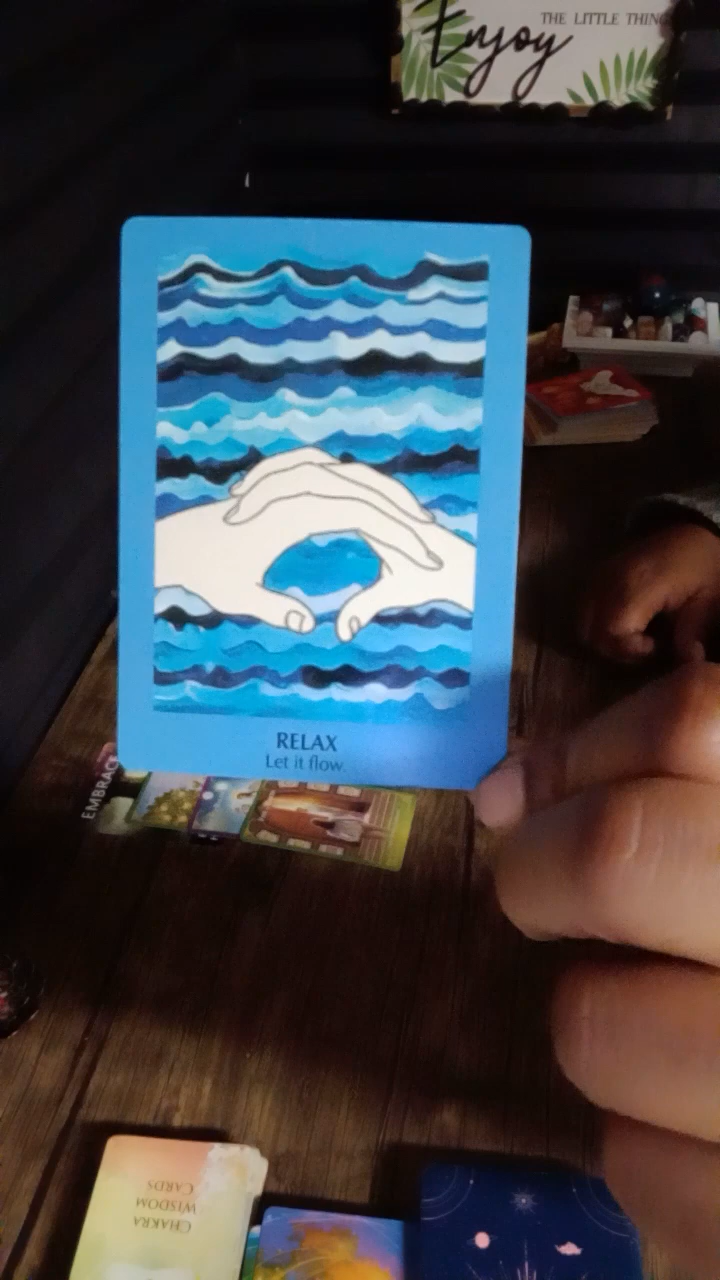 THE LITTLE THING
Enjoy
RELAX
Let it flow.
EMBRACE
CHAKRA
WISDOM
CARDS